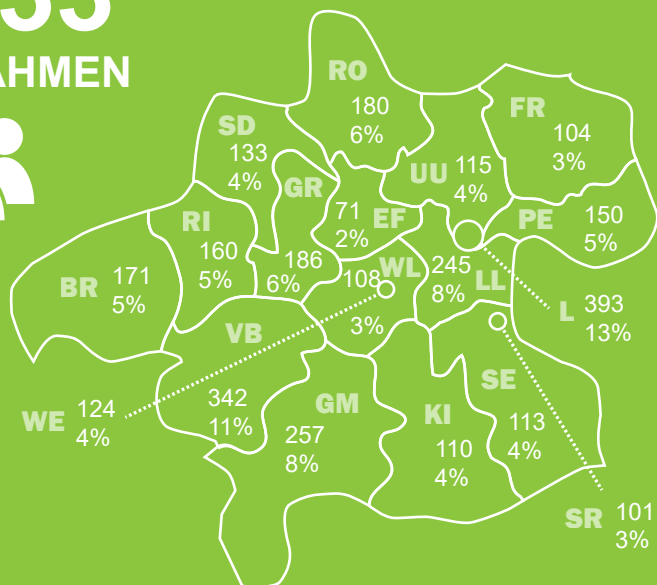 33
AHMEN
RO
180
6%
FR
104
3%
SD
133
4%
UU 115
4%
GR
186
6%
EF
71
2%
PE 150
5%
RI
160
5%
WL
108
3%
245
8%
LL
BR 171
5%
L 393
13%
VB
342
11%
WE 124
4%
GM
257
8%
KI
110
4%
SE
113
4%
SR 101
3%